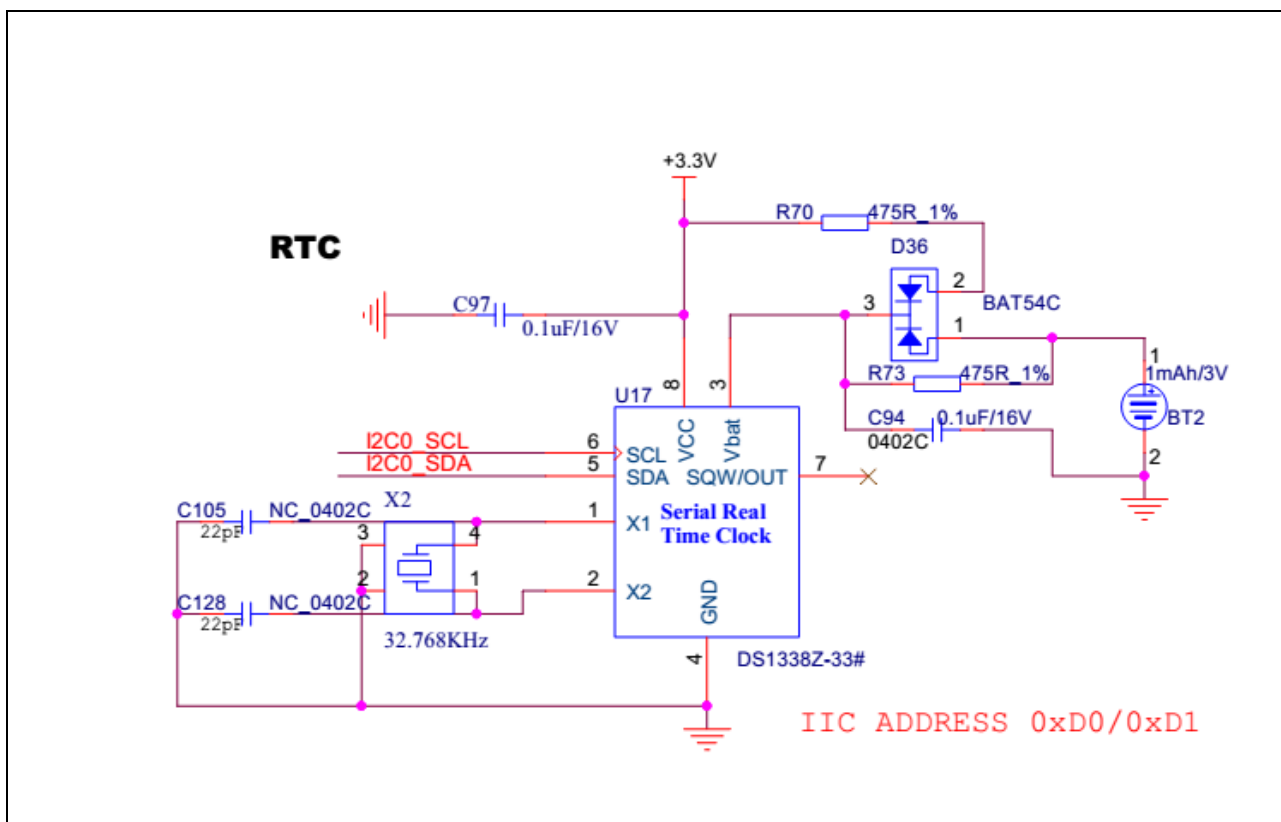 +3.3V
R70 475R_1%
RTC
D36
2
BAT54C
C97
3
0.1uF/16V
1
1
R73 475R_1%
1mAh/3V
8
3
U17
C94 0.1uF/16V
BT2
0402C
VCC
Vbat
I2C0_SCL
6
SCL
2
I2C0_SDA
5
SDA
SQW/OUT
7
X2
C105 NC_0402C
1
X1
Serial Real
22pF
3
4
Time Clock
2
1
2
X2
C128 NC_0402C
GND
22pF
32.768KHz
4
DS1338Z-33#
IIC ADDRESS 0xD0/0xD1